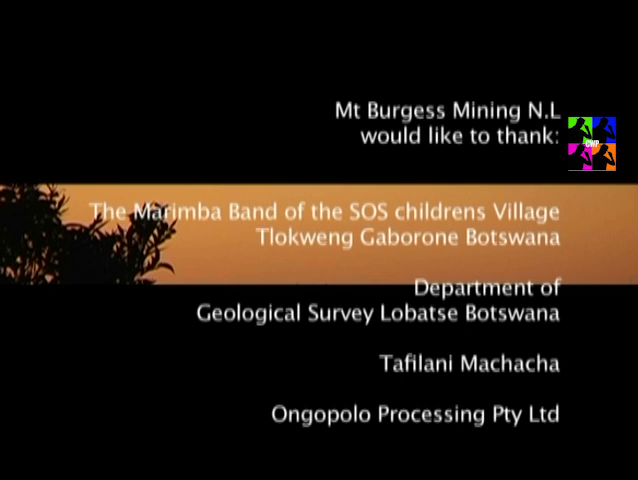 Mt Burgess Mining N.L
would like to thank:
CWP
The Marimba Band of the SOS childrens Village
Tlokweng Gaborone Botswana
Department of
Geological Survey Lobatse Botswana
Tafilani Machacha
Ongopolo Processing Pty Ltd